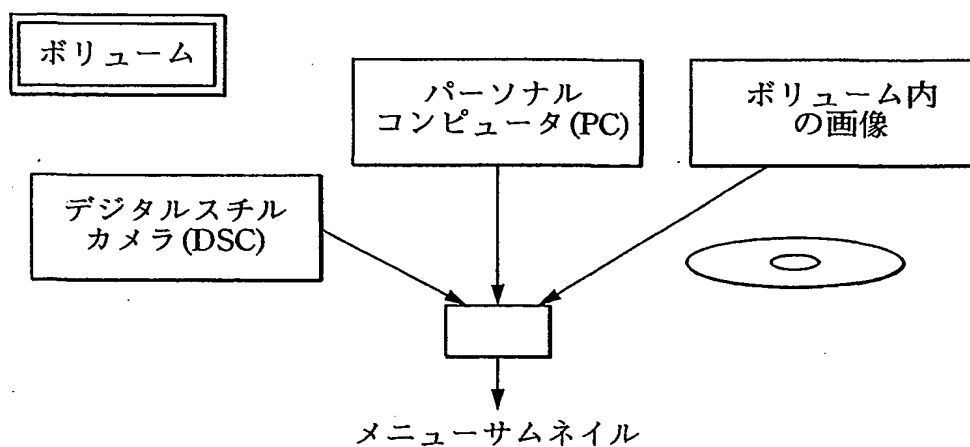 ボリューム
パーソナル
コンピュータ(PC)
ボリューム内
の画像
デジタルスチル
カメラ(DSC)
メニューサムネイル